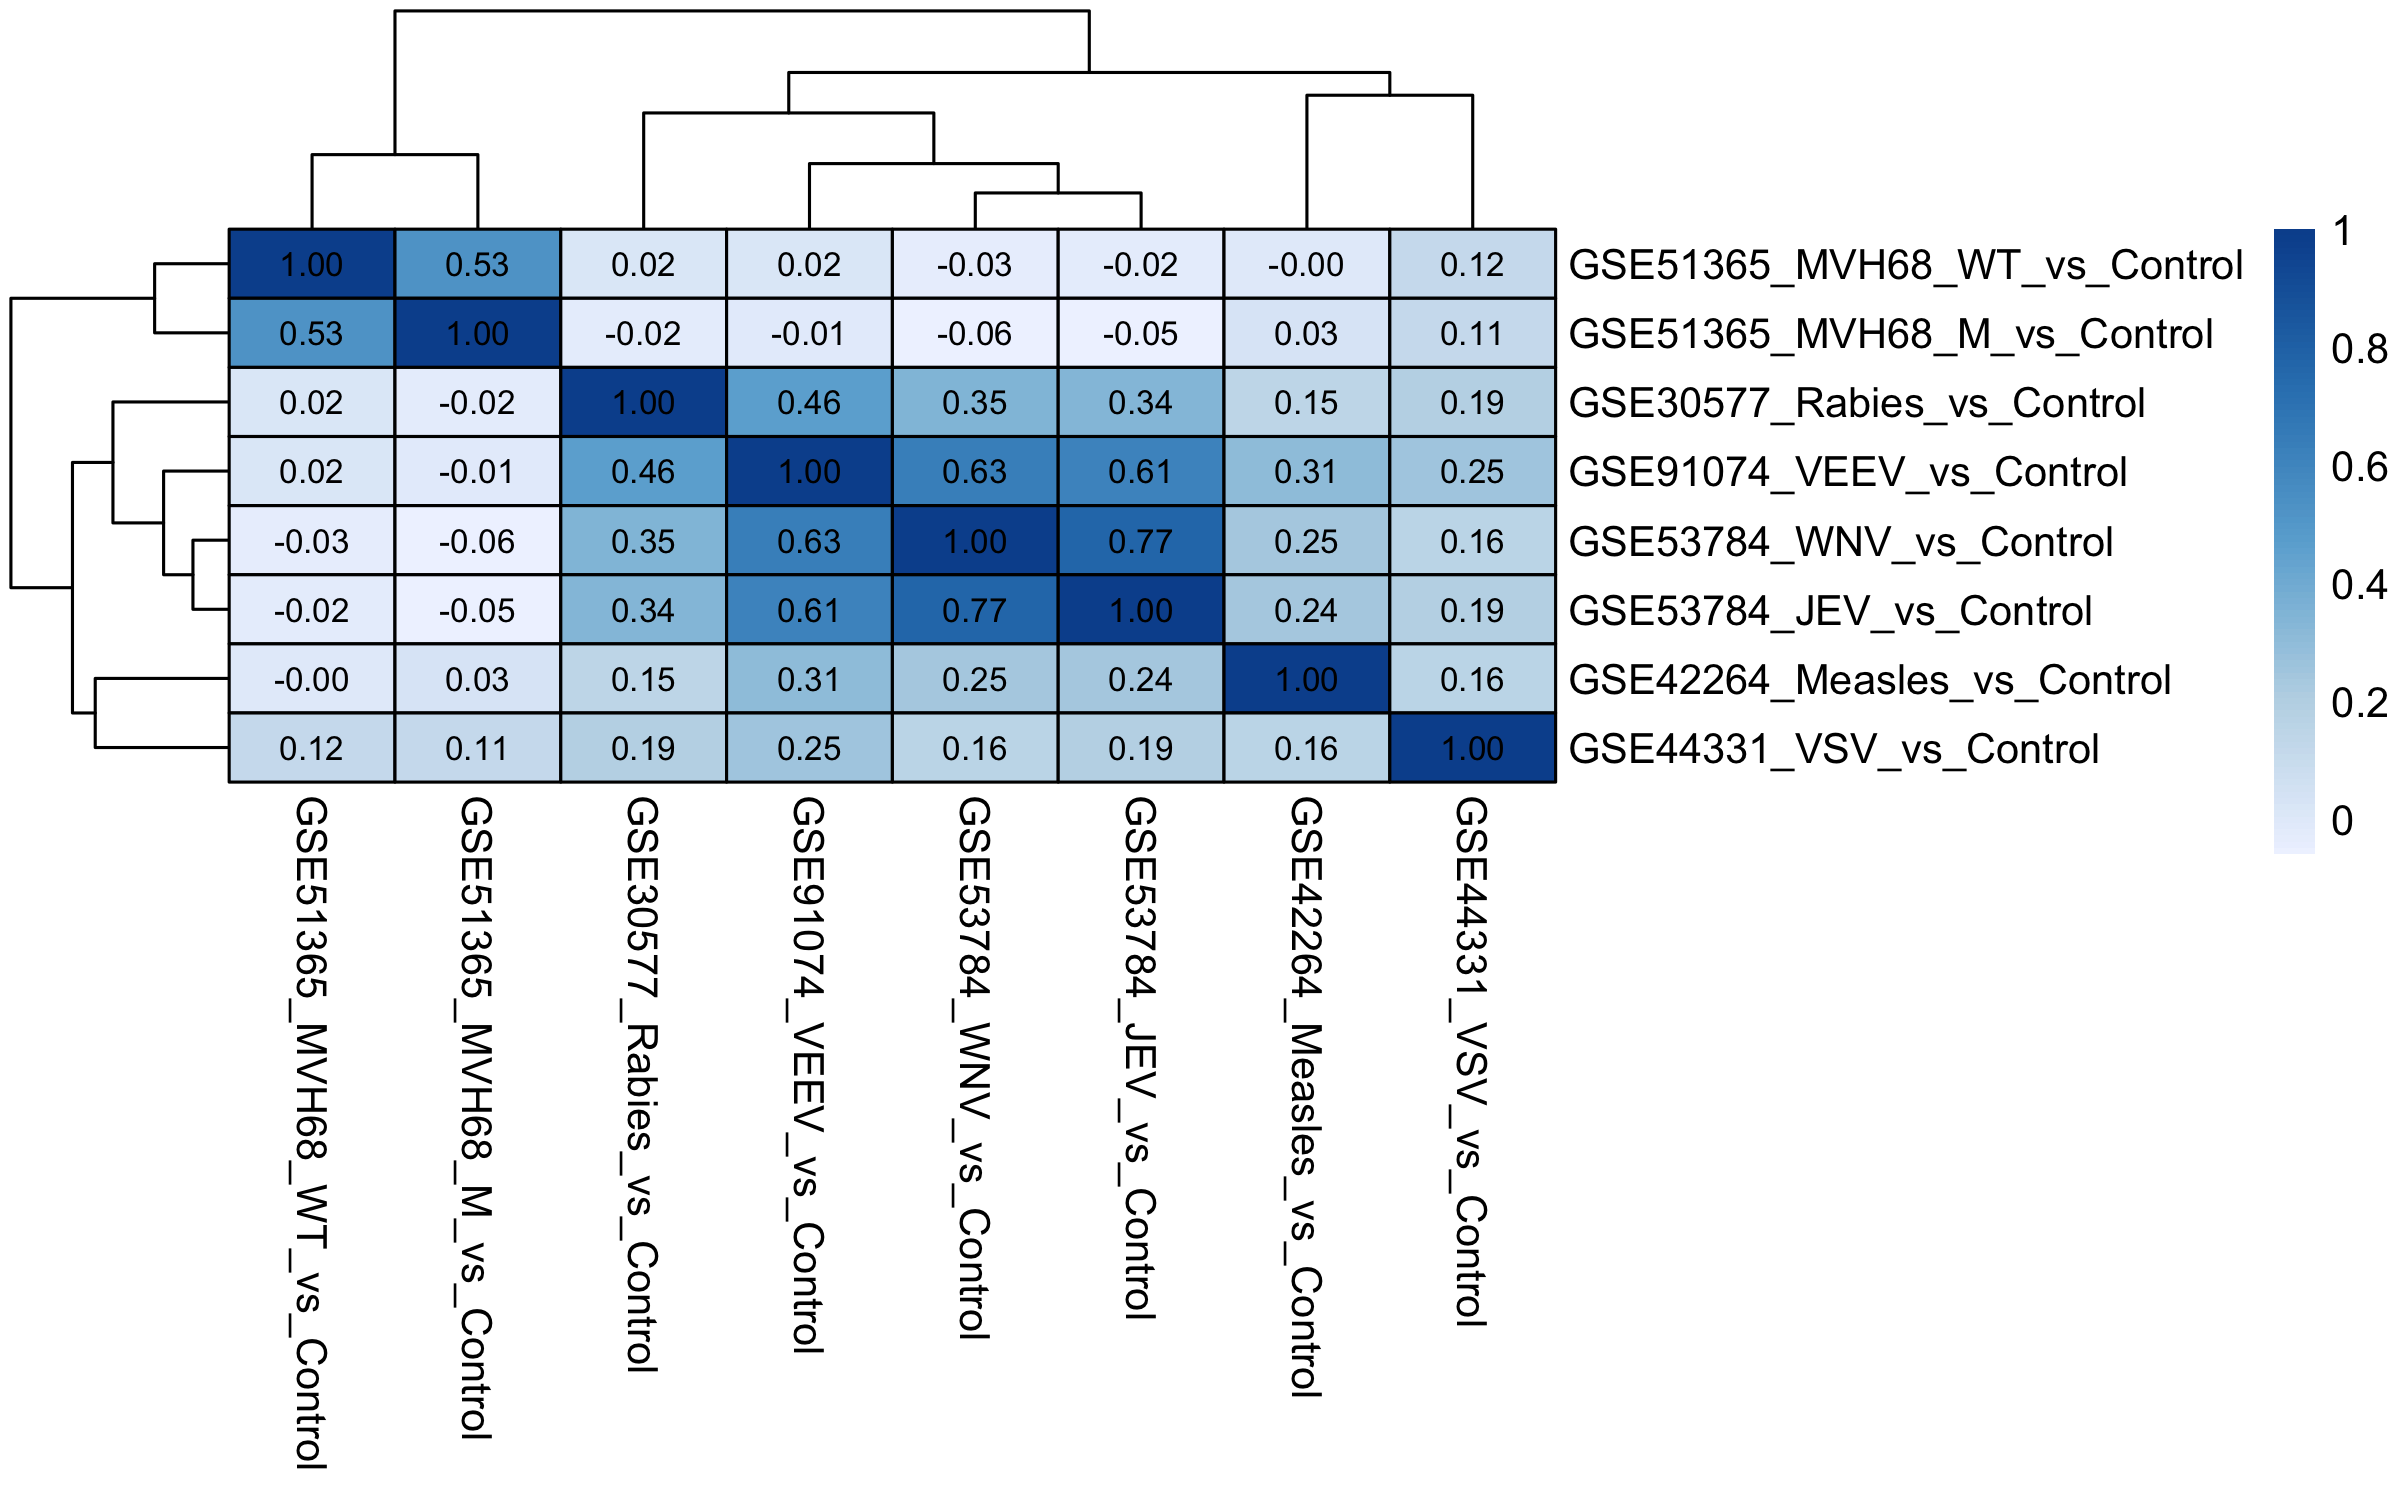 1.00 0.53 0.02 0.02 -0.03 -0.02 -0.00 0.12 GSE51365_MVH68_WT_vs_Control
0.53 1.00 -0.02 -0.01 -0.06 -0.05 0.03 0.11 GSE51365_MVH68_M_vs_Control
0.02 -0.02 1.00 0.46 0.35 0.34 0.15 0.19 GSE30577_Rabies_vs_Control
0.02 -0.01 0.46 1.00 0.63 0.61 0.31 0.25 GSE91074_VEEV_vs_Control
-0.03 -0.06 0.35 0.63 1.00 0.77 0.25 0.16 GSE53784_WNV_vs_Control
-0.02 -0.05 0.34 0.61 0.77 1.00 0.24 0.19 GSE53784_JEV_vs_Control
-0.00 0.03 0.15 0.31 0.25 0.24 1.00 0.16 GSE42264_Measles_vs_Control
0.12 0.11 0.19 0.25 0.16 0.19 0.16 1.00 GSE44331_VSV_vs_Control
GSE51365_MVH68_WT_vs_Control
GSE51365_MVH68_M_vs_Control
GSE30577_Rabies_vs_Control
GSE91074_VEEV_vs_Control
GSE53784_WNV_vs_Control
GSE53784_JEV_vs_Control
GSE42264_Measles_vs_Control
GSE44331_VSV_vs_Control
1
0.8
0.6
0.4
0.2
0